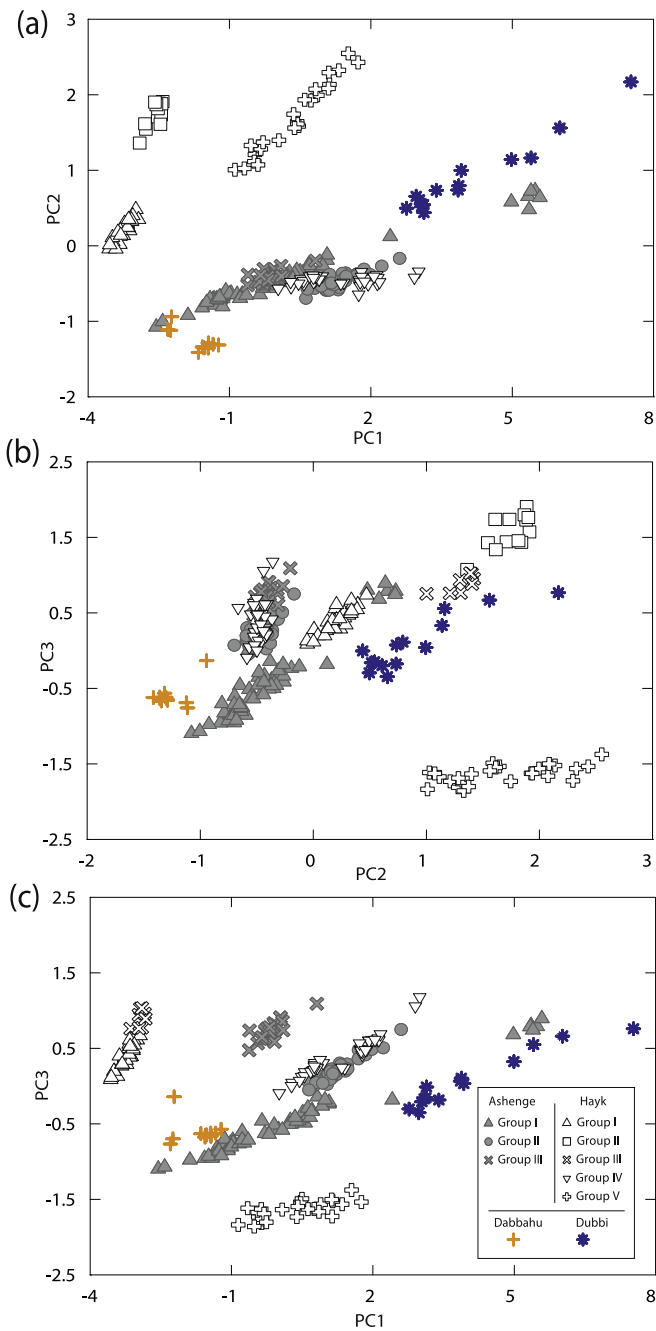 (a)
3
2
1
0
-1
-2
PC2
-4
-1
2
5
8
PC1
(b)
2.5
1.5
0.5
-0.5
-1.5
-2.5
PC3
-2
-1
0
1
2
3
PC2
(c)
2.5
1.5
0.5
-0.5
-1.5
-2.5
PC3
-4
-1
2
5
8
PC1
Ashenge
Group I
Group II
Group III
Hayk
Group I
Group II
Group III
Group IV
Group V
Dabbahu
Dubbi